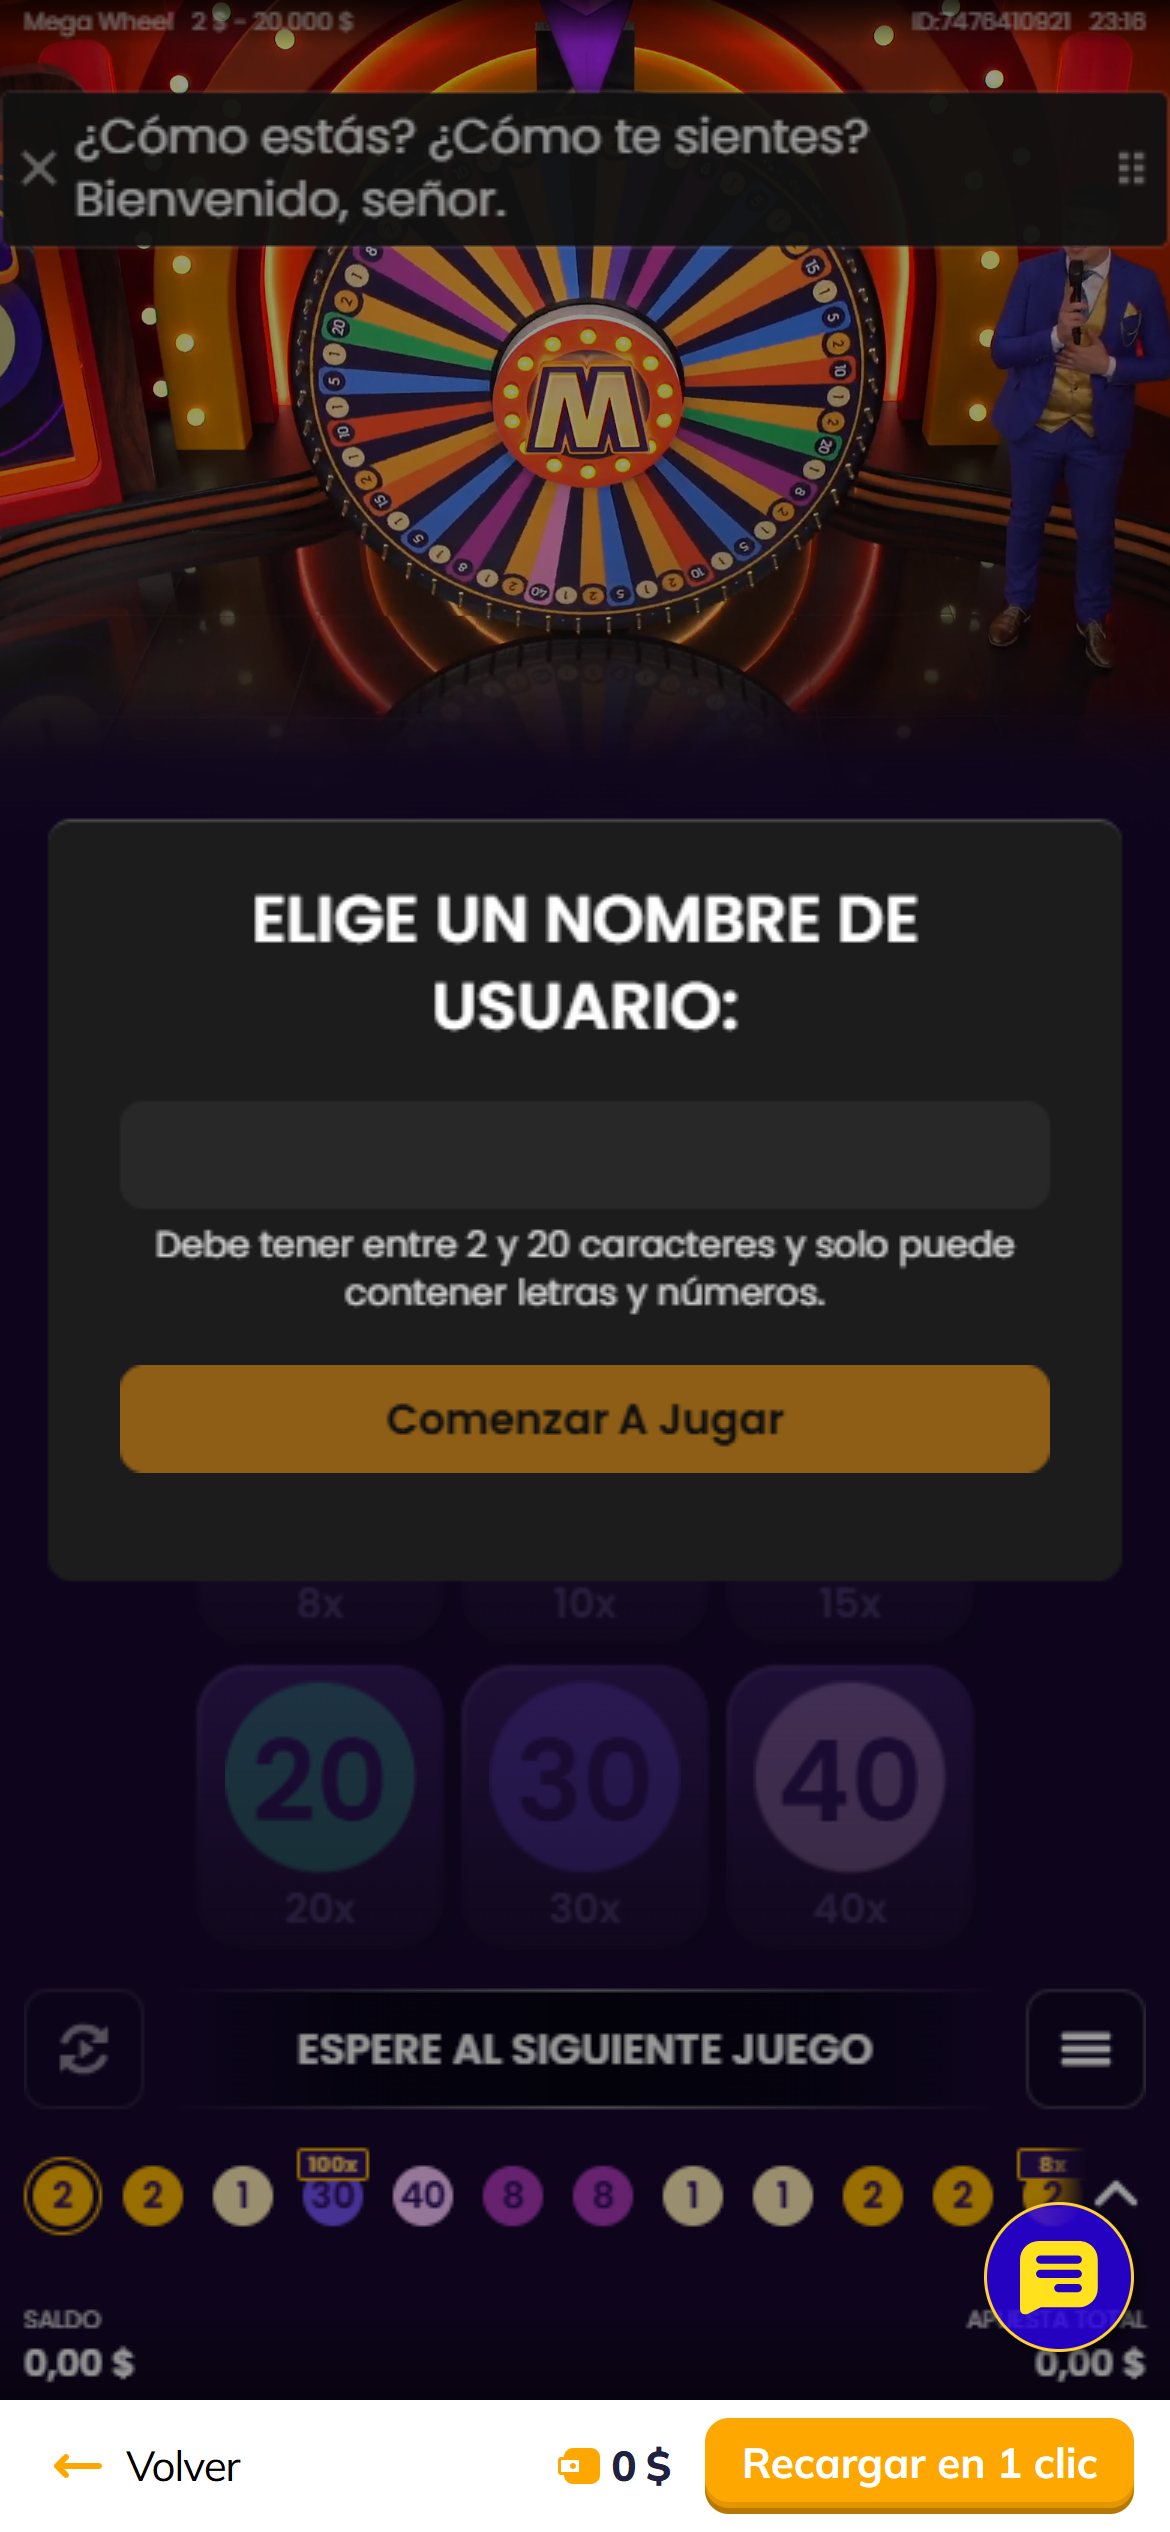 Mega Wheel 2 $ - 20.000 $
ID:7476410921 23:16
¿Cómo estás? ¿Cómo te sientes?
Bienvenido, señor.
M
ELIGE UN NOMBRE DE
USUARIO:
Debe tener entre 2 y 20 caracteres y solo puede
contener letras y números.
Comenzar A Jugar
8x 10x 15x
20 30 40
20x 30x 40x
ESPERE AL SIGUIENTE JUEGO
100x 8x
2 2 1 30 40 8 8 1 1 2 2 2
SALDO
APUESTA TOTAL
0,00 $
0,00 $
Volver
0 $
Recargar en 1 clic